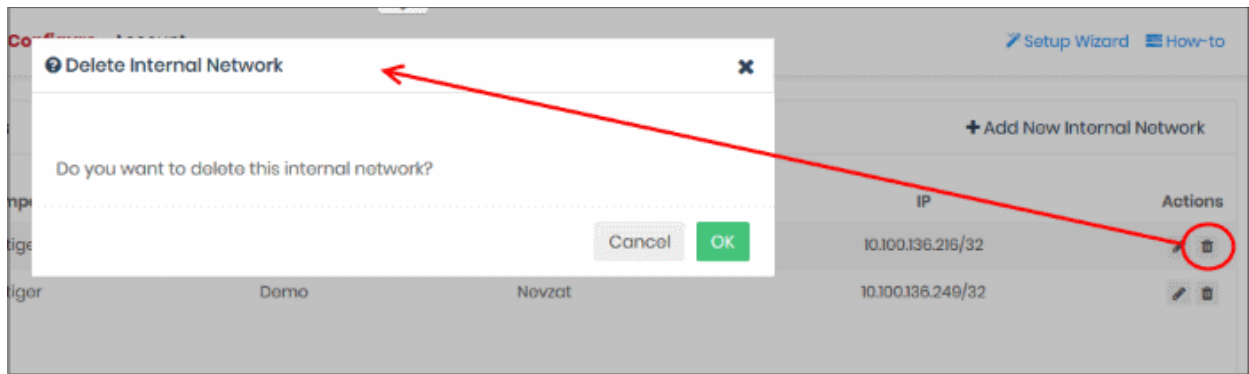 Setup Wizard How-to
Delete Internal Network
Add New Internal Network
Do you want to delete this internal network?
IP Actions
Cancel OK
10.100.136.216/32
Demo Nevzat 10.100.136.249/32